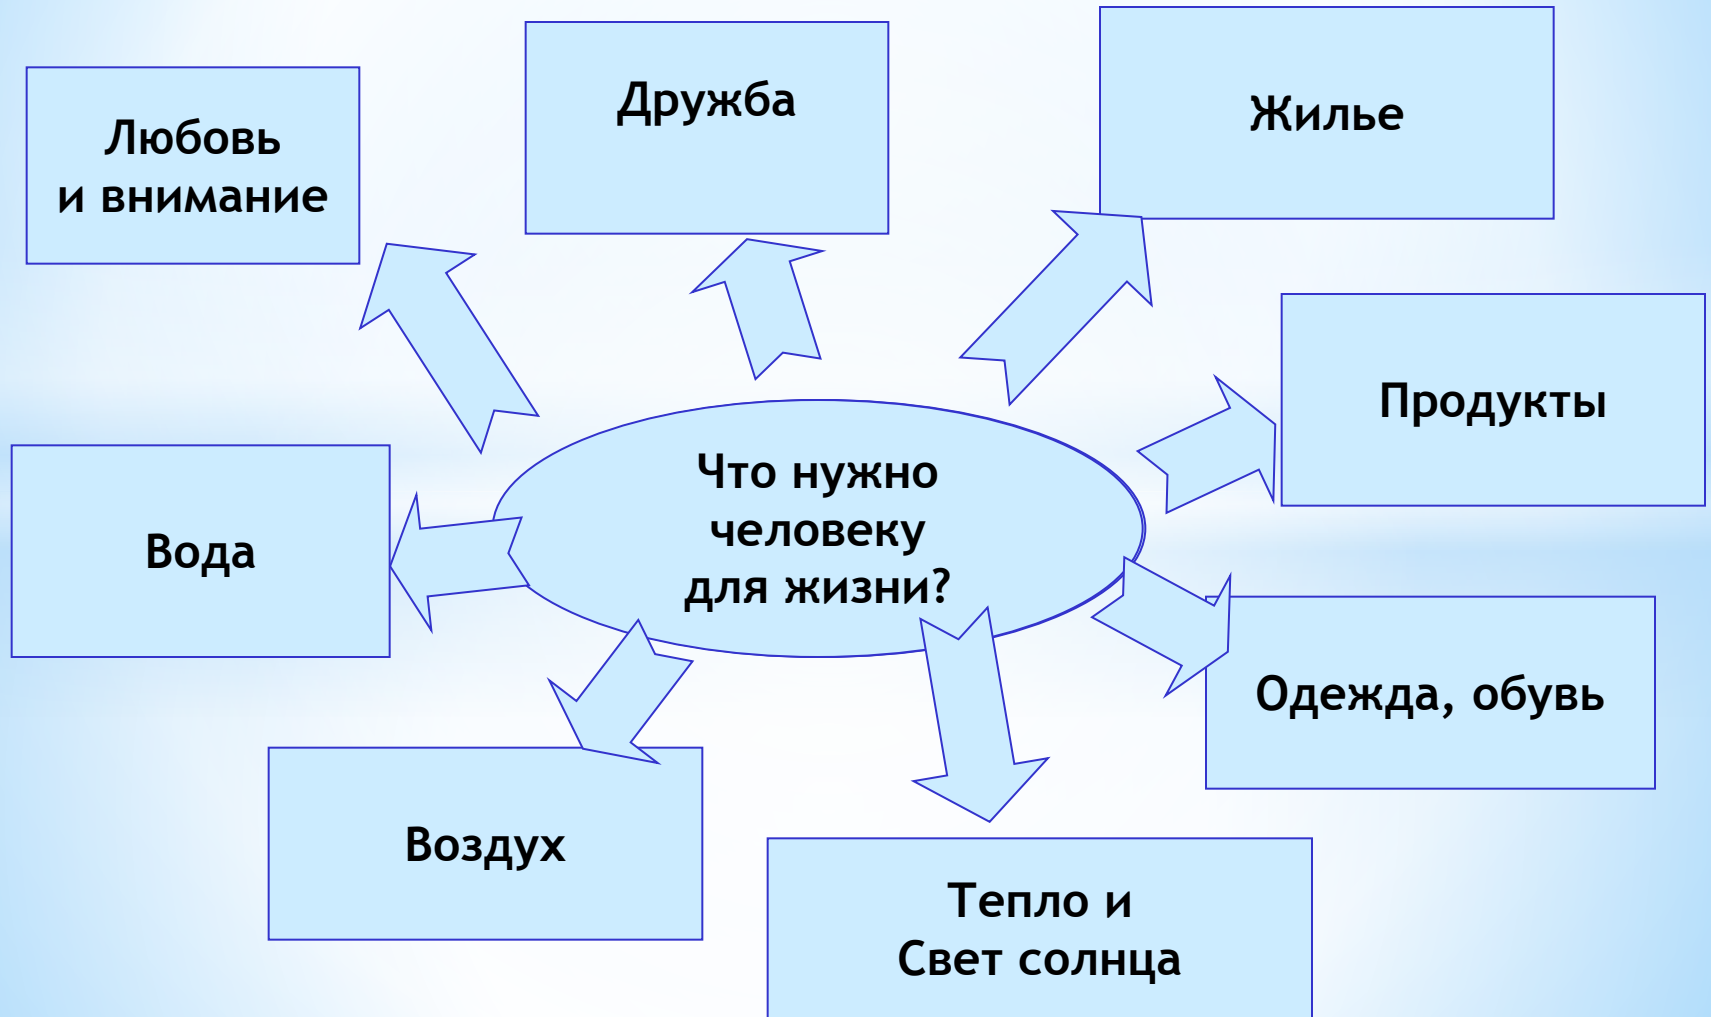 Любовь
и внимание
Дружба
Жилье
Продукты
Что нужно
человеку
для жизни?
Вода
Одежда, обувь
Воздух
Тепло и
Свет солнца